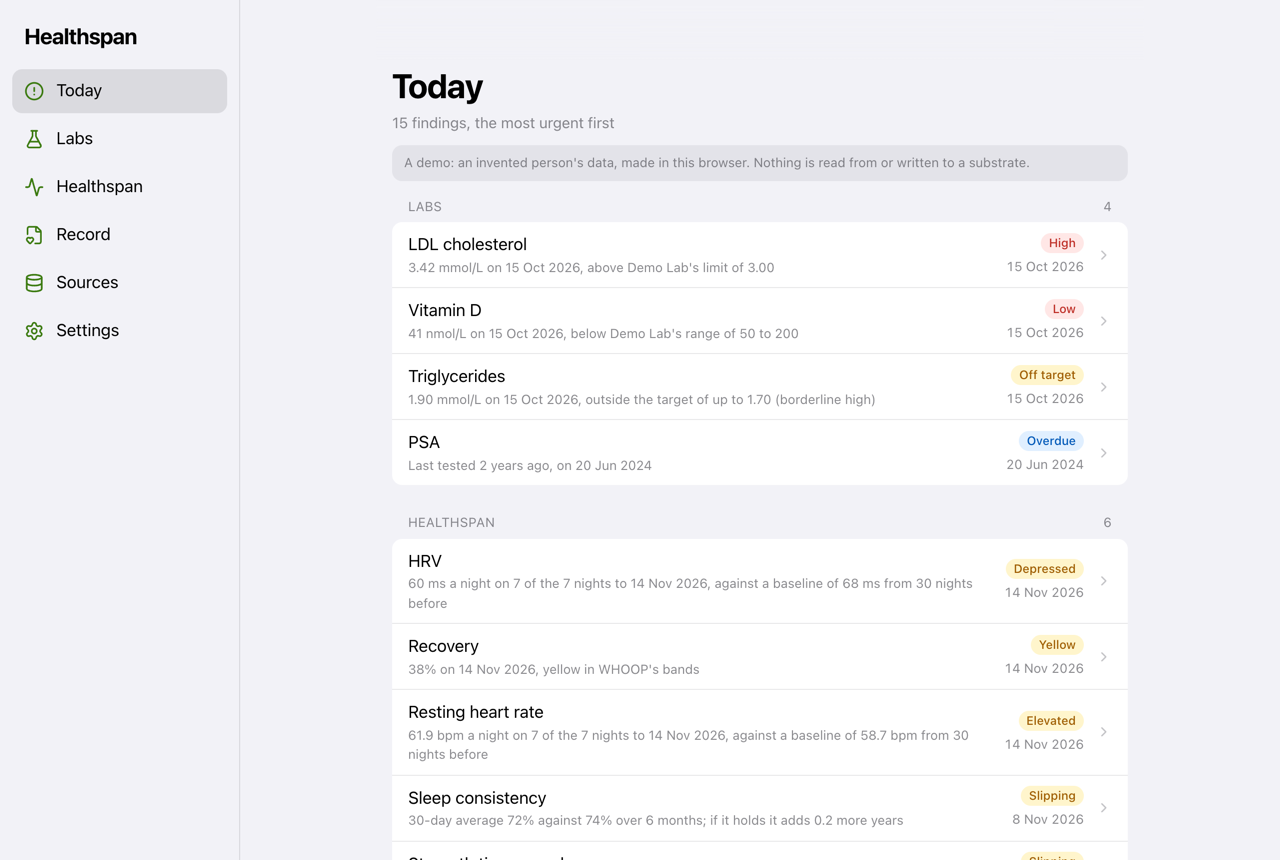 Healthspan
Today
Labs
Healthspan
Record
Sources
Settings
Today
15 findings, the most urgent first
A demo: an invented person's data, made in this browser. Nothing is read from or written to a substrate.
LABS 4
LDL cholesterol High
3.42 mmol/L on 15 Oct 2026, above Demo Lab's limit of 3.00 15 Oct 2026
Vitamin D Low
41 nmol/L on 15 Oct 2026, below Demo Lab's range of 50 to 200 15 Oct 2026
Triglycerides Off target
1.90 mmol/L on 15 Oct 2026, outside the target of up to 1.70 (borderline high) 15 Oct 2026
PSA Overdue
Last tested 2 years ago, on 20 Jun 2024 20 Jun 2024
HEALTHSPAN 6
HRV Depressed
60 ms a night on 7 of the 7 nights to 14 Nov 2026, against a baseline of 68 ms from 30 nights 14 Nov 2026
before
Recovery Yellow
38% on 14 Nov 2026, yellow in WHOOP's bands 14 Nov 2026
Resting heart rate Elevated
61.9 bpm a night on 7 of the 7 nights to 14 Nov 2026, against a baseline of 58.7 bpm from 30 14 Nov 2026
nights before
Sleep consistency Slipping
30-day average 72% against 74% over 6 months; if it holds it adds 0.2 more years 8 Nov 2026